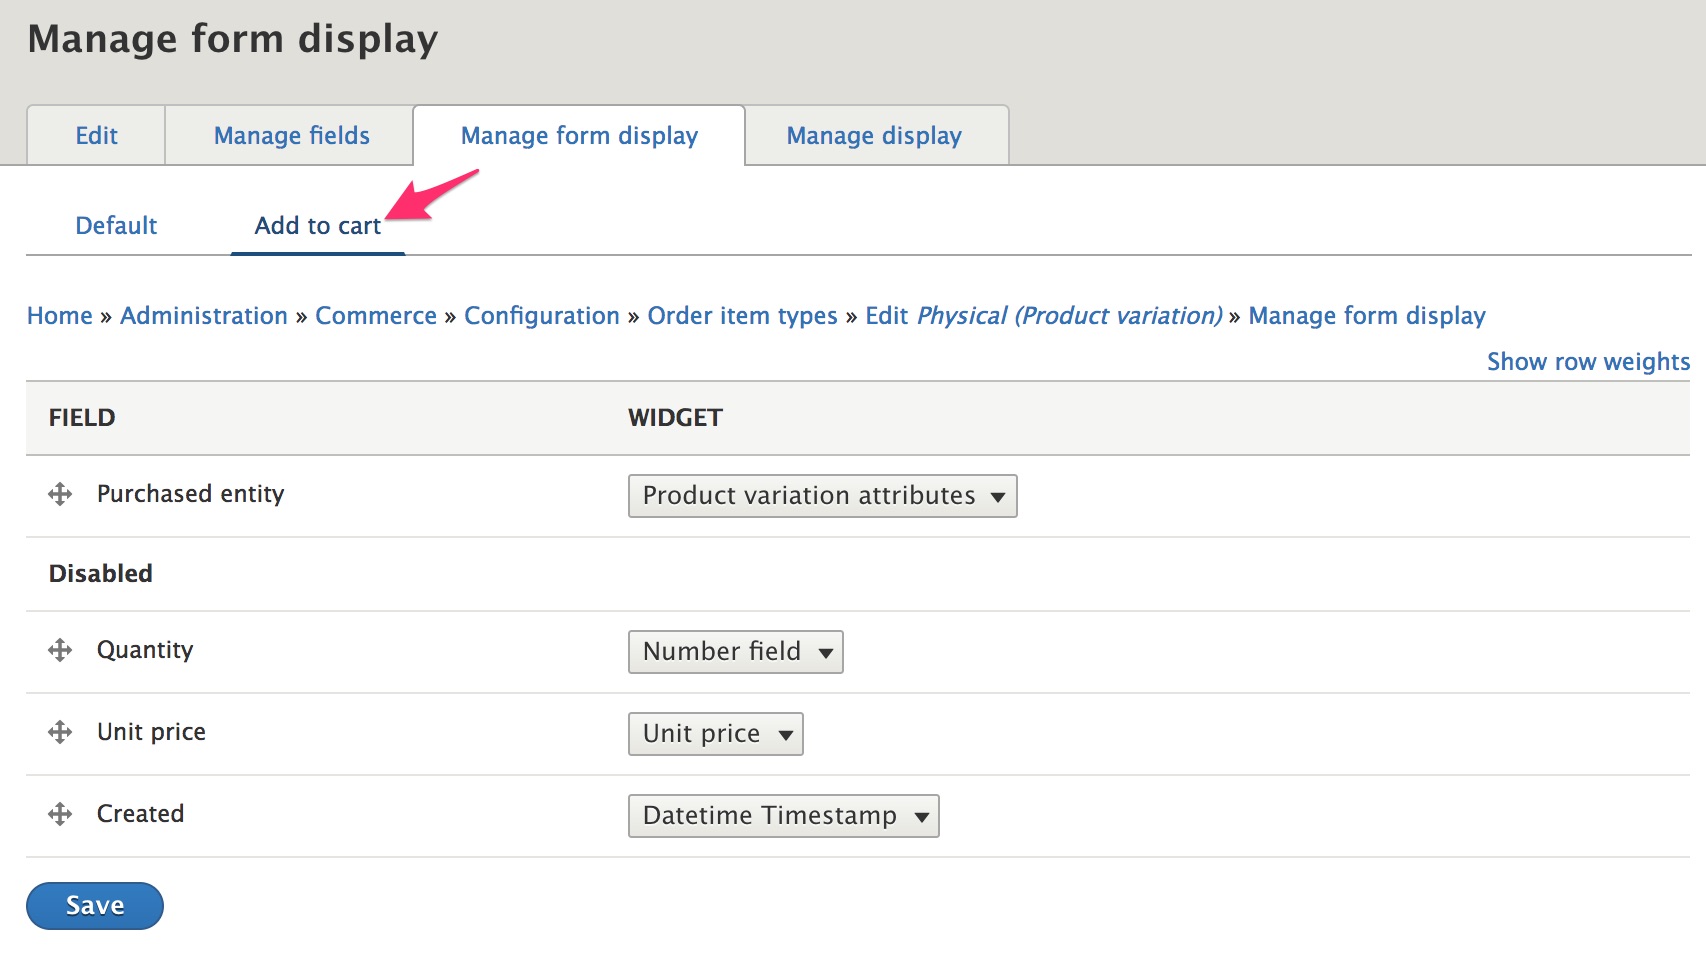 Manage form display
Edit Manage fields Manage form display Manage display
Default Add to cart
Home » Administration » Commerce » Configuration » Order item types » Edit Physical (Product variation) » Manage form display
Show row weights
FIELD WIDGET
Purchased entity Product variation attributes
Disabled
Quantity Number field
Unit price Unit price
Created Datetime Timestamp
Save